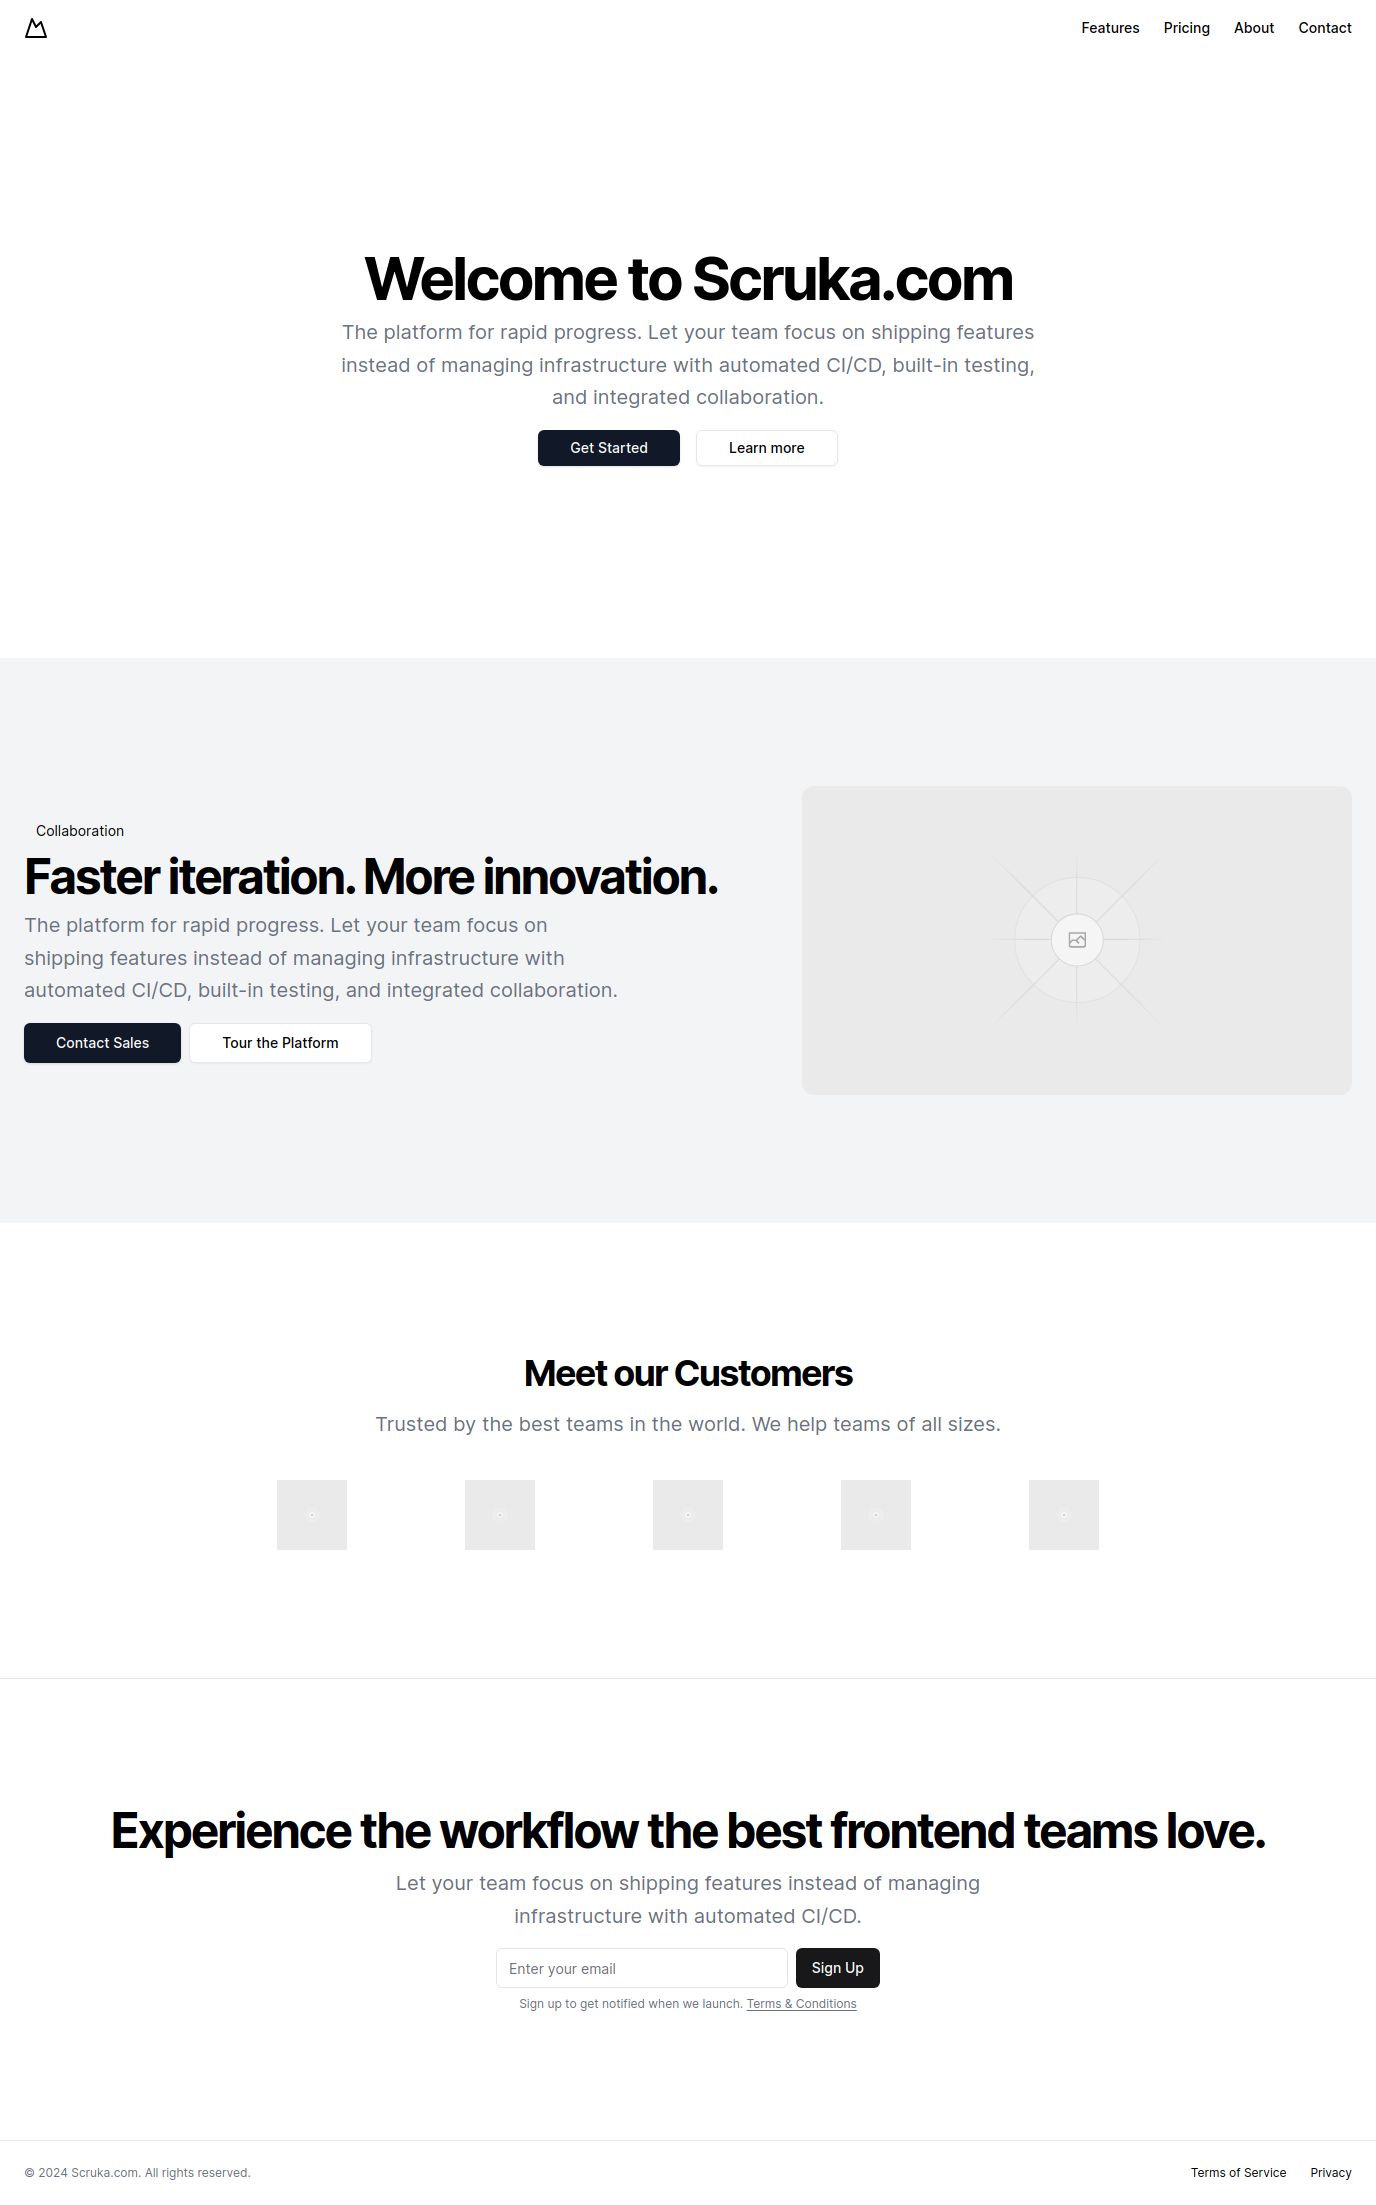 Features Pricing About Contact
Welcome to Scruka.com
The platform for rapid progress. Let your team focus on shipping features
instead of managing infrastructure with automated CI/CD, built-in testing,
and integrated collaboration.
Get Started Learn more
Collaboration
Faster iteration. More innovation.
The platform for rapid progress. Let your team focus on
shipping features instead of managing infrastructure with
automated CI/CD, built-in testing, and integrated collaboration.
Contact Sales Tour the Platform
Meet our Customers
Trusted by the best teams in the world. We help teams of all sizes.
Experience the workflow the best frontend teams love.
Let your team focus on shipping features instead of managing
infrastructure with automated CI/CD.
Enter your email Sign Up
Sign up to get notified when we launch. Terms & Conditions
© 2024 Scruka.com. All rights reserved. Terms of Service Privacy